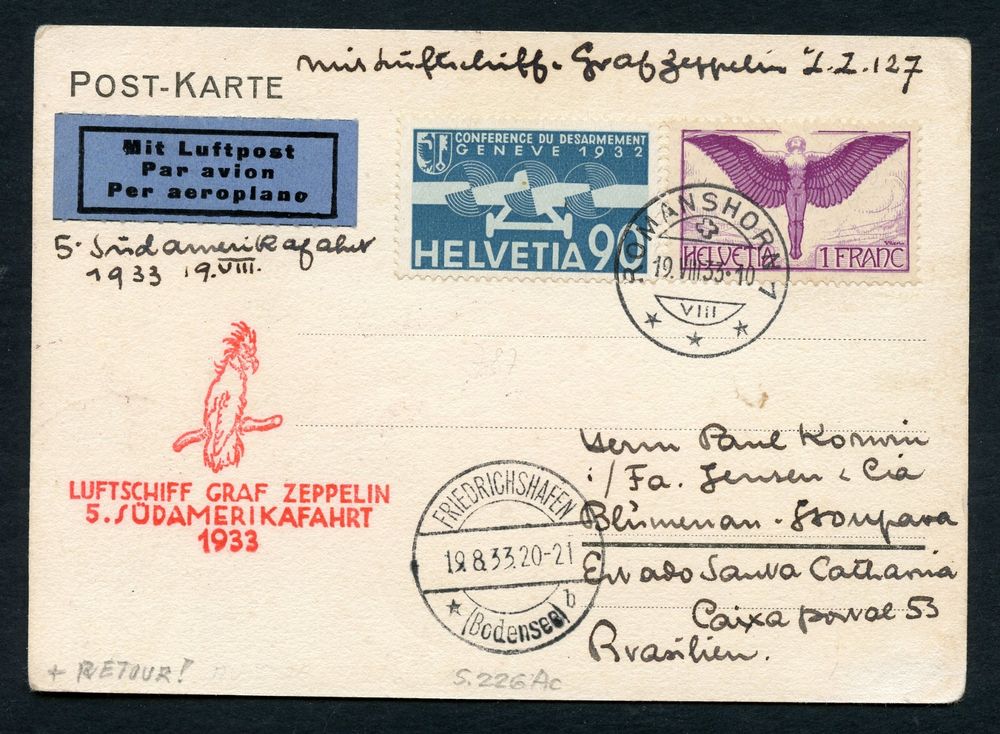 mit Luftschiff "Graf Zeppelin" L.Z.127
POST-KARTE
Mit Luftpost
Par avion
Per aeroplano
5. Südamerikafahrt
1933 19.VIII.
CONFERENCE DU DESARMEMENT
GENEVE 1932
HELVETIA 90
HELVETIA 1 FRANC
ROMANSHORN 1
19.VIII.33-10
VIII
LUFTSCHIFF GRAF ZEPPELIN
5. SÜDAMERIKAFAHRT
1933
FRIEDRICHSHAFEN
19.8.33.20-21
b
(Bodensee)
Herrn Paul Korwin
i/Fa. Jensen & Cia
Blumenau - Itoupava
Estado Santa Catharina
Caixa postal 53
Brasilien.
+ RETOUR!
S.226Ac